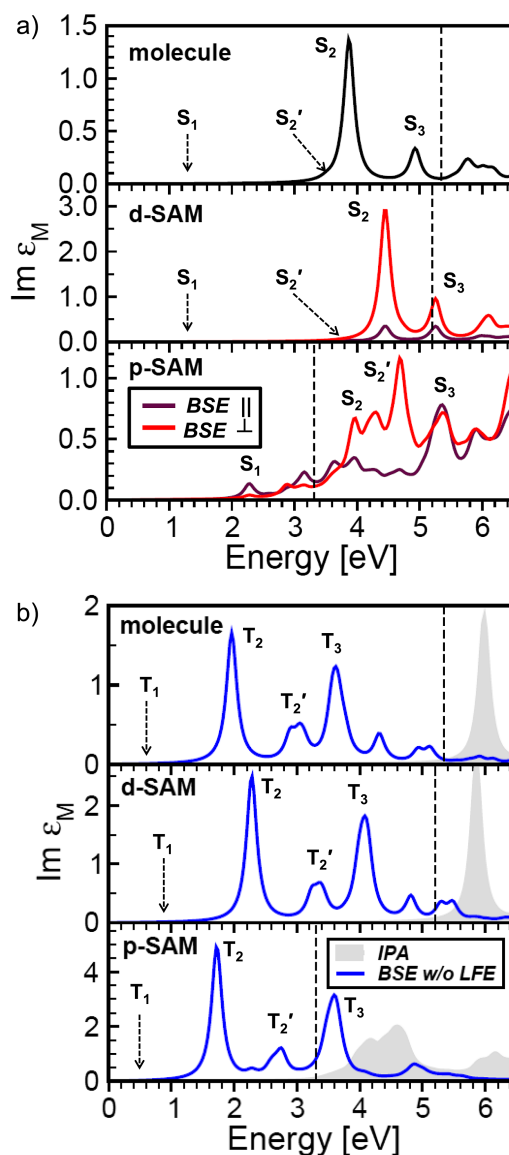 a)
molecule
S₂
S₁
S₂′
S₃
1.5
1.0
0.5
0.0
d-SAM
S₂
S₁
S₂′
S₃
3.0
2.0
1.0
0.0
Im ε_M
p-SAM
BSE ||
BSE ⊥
S₁
S₂
S₂′
S₃
1.0
0.5
0.0
0 1 2 3 4 5 6
Energy [eV]
b)
molecule
T₁
T₂
T₂′
T₃
2
1
0
d-SAM
T₁
T₂
T₂′
T₃
2
1
0
Im ε_M
p-SAM
T₁
T₂
T₂′
T₃
IPA
BSE w/o LFE
4
2
0
0 1 2 3 4 5 6
Energy [eV]